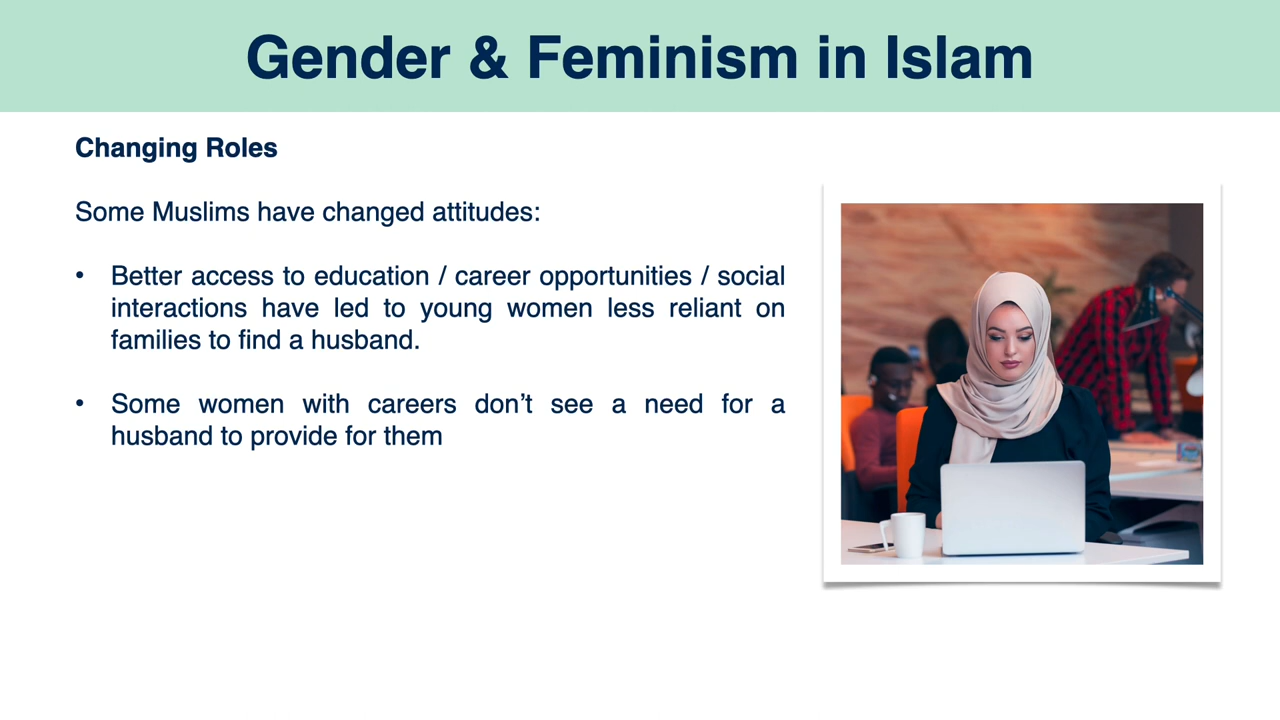 Gender & Feminism in Islam
Changing Roles
Some Muslims have changed attitudes:
• Better access to education / career opportunities / social
interactions have led to young women less reliant on
families to find a husband.
• Some women with careers don’t see a need for a
husband to provide for them